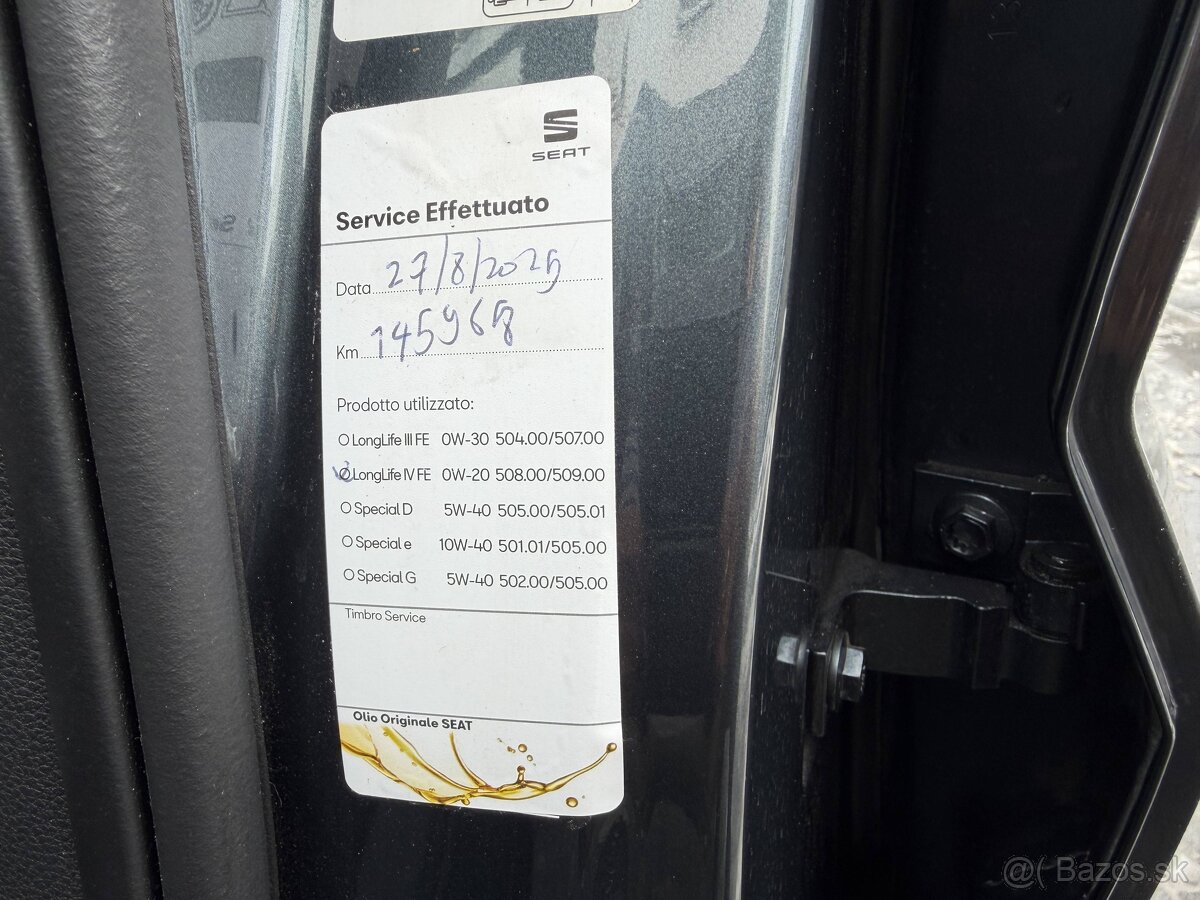 SEAT
Service Effettuato
Data 27/8/2025
Km 145968
Prodotto utilizzato:
LongLife III FE 0W-30 504.00/507.00
LongLife IV FE 0W-20 508.00/509.00
Special D 5W-40 505.00/505.01
Special e 10W-40 501.01/505.00
Special G 5W-40 502.00/505.00
Timbro Service
Olio Originale SEAT
@( Bazos.sk